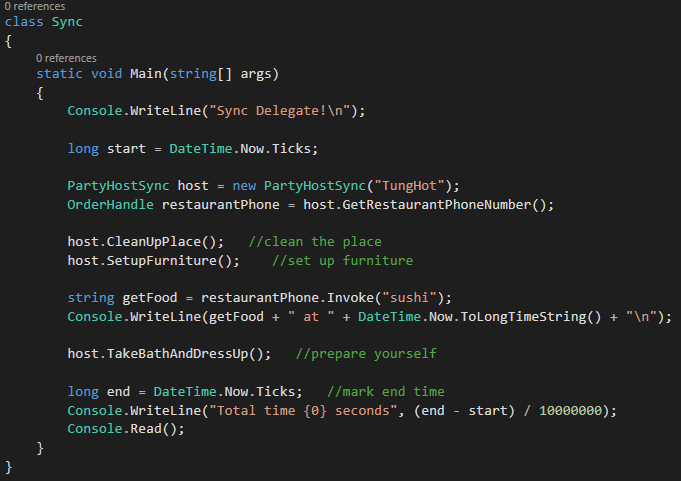 0 references
class Sync
{
0 references
static void Main(string[] args)
{
Console.WriteLine("Sync Delegate!\n");
long start = DateTime.Now.Ticks;
PartyHostSync host = new PartyHostSync("TungHot");
OrderHandle restaurantPhone = host.GetRestaurantPhoneNumber();
host.CleanUpPlace();   //clean the place
host.SetupFurniture();    //set up furniture
string getFood = restaurantPhone.Invoke("sushi");
Console.WriteLine(getFood + " at " + DateTime.Now.ToLongTimeString() + "\n");
host.TakeBathAndDressUp();   //prepare yourself
long end = DateTime.Now.Ticks;   //mark end time
Console.WriteLine("Total time {0} seconds", (end - start) / 10000000);
Console.Read();
}
}